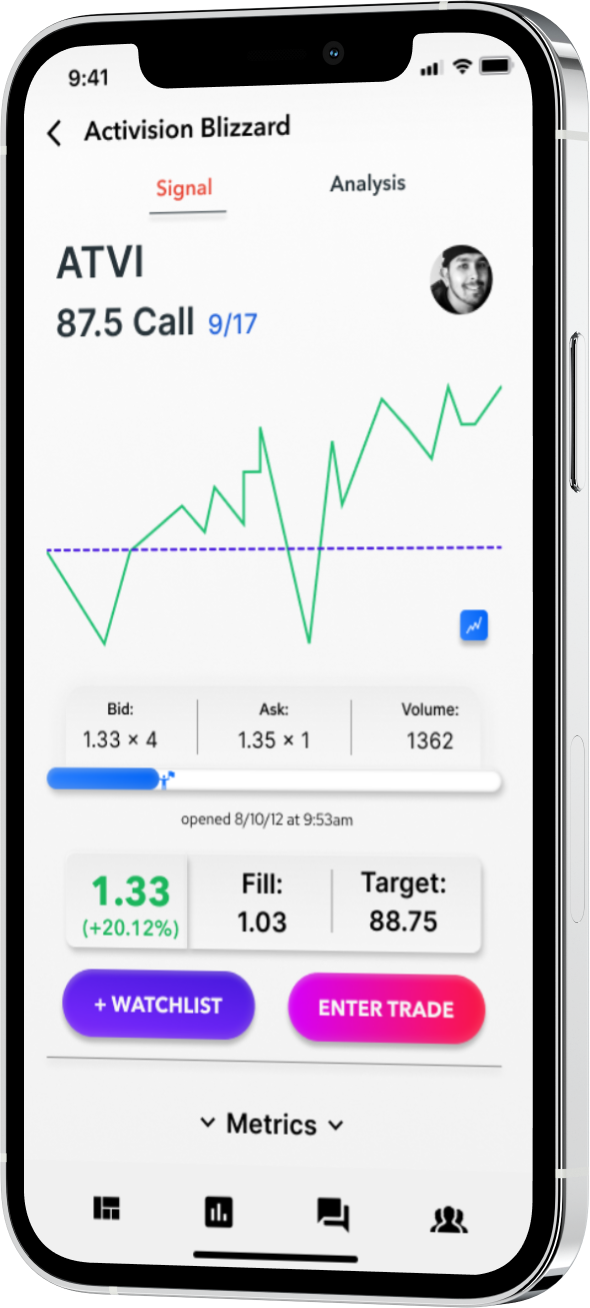 9:41
Activision Blizzard
Signal Analysis
ATVI
87.5 Call 9/17
Bid: Ask: Volume:
1.33 × 4 1.35 × 1 1362
opened 8/10/12 at 9:53am
1.33 Fill: Target:
(+20.12%) 1.03 88.75
+ WATCHLIST ENTER TRADE
Metrics